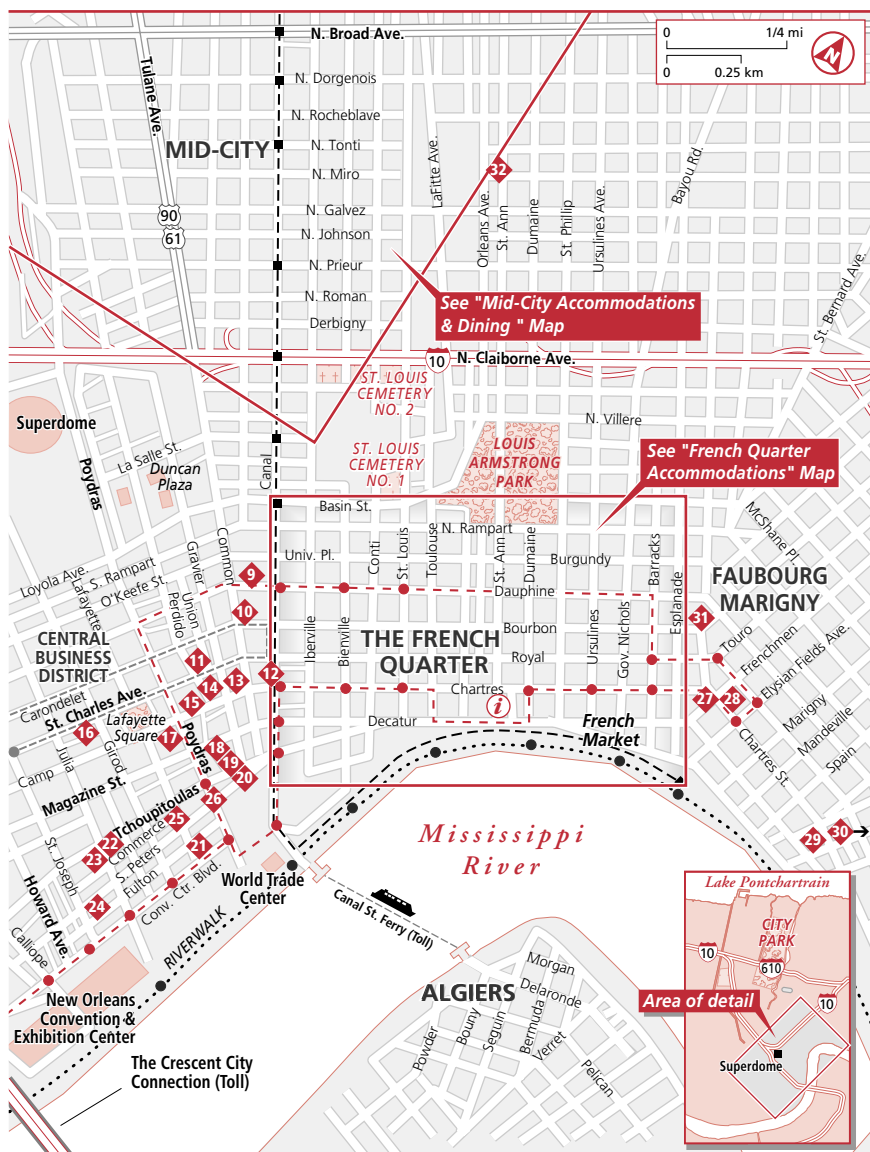 N. Broad Ave.
0 1/4 mi
0 0.25 km
N
Tulane Ave.
N. Dorgenois
N. Rocheblave
MID-CITY
N. Tonti
N. Miro
LaFitte Ave.
32
Bayou Rd.
90
61
N. Galvez
N. Johnson
N. Prieur
N. Roman
Derbigny
Orleans Ave.
St. Ann
Dumaine
St. Phillip
Ursulines Ave.
St. Bernard Ave.
See "Mid-City Accommodations
& Dining " Map
10
N. Claiborne Ave.
ST. LOUIS
CEMETERY
NO. 2
Superdome
N. Villere
La Salle St.
Poydras
Duncan
Plaza
Canal
ST. LOUIS
CEMETERY
NO. 1
LOUIS
ARMSTRONG
PARK
See "French Quarter
Accommodations" Map
Basin St.
N. Rampart
McShane Pl.
Loyola Ave.
S. Rampart
O'Keefe St.
Lafayette
Gravier
Common
Union
Perdido
9
10
Univ. Pl.
Conti
St. Louis
Toulouse
St. Ann
Dumaine
Burgundy
Barracks
Dauphine
Esplanade
FAUBOURG
MARIGNY
31
CENTRAL
BUSINESS
DISTRICT
11
Iberville
Bienville
THE FRENCH
QUARTER
Bourbon
Royal
Ursulines
Gov. Nichols
Touro
Frenchmen
Elysian Fields Ave.
Carondelet
St. Charles Ave.
12
13
14
15
Chartres
i
Decatur
French
Market
27
28
Chartres St.
Marigny
Mandeville
Spain
16
Lafayette
Square
17
Poydras
18
19
20
Camp
Julia
Girod
Magazine St.
Tchoupitoulas
26
25
22
23
Commerce
S. Peters
Fulton
21
St. Joseph
24
Conv. Ctr. Blvd.
Howard Ave.
Calliope
World Trade
Center
RIVERWALK
Mississippi
River
29
30
Canal St. Ferry (Toll)
New Orleans
Convention &
Exhibition Center
The Crescent City
Connection (Toll)
ALGIERS
Morgan
Delaronde
Powder
Bouny
Seguin
Bermuda
Verret
Pelican
Lake Pontchartrain
CITY
PARK
10
610
10
Area of detail
Superdome